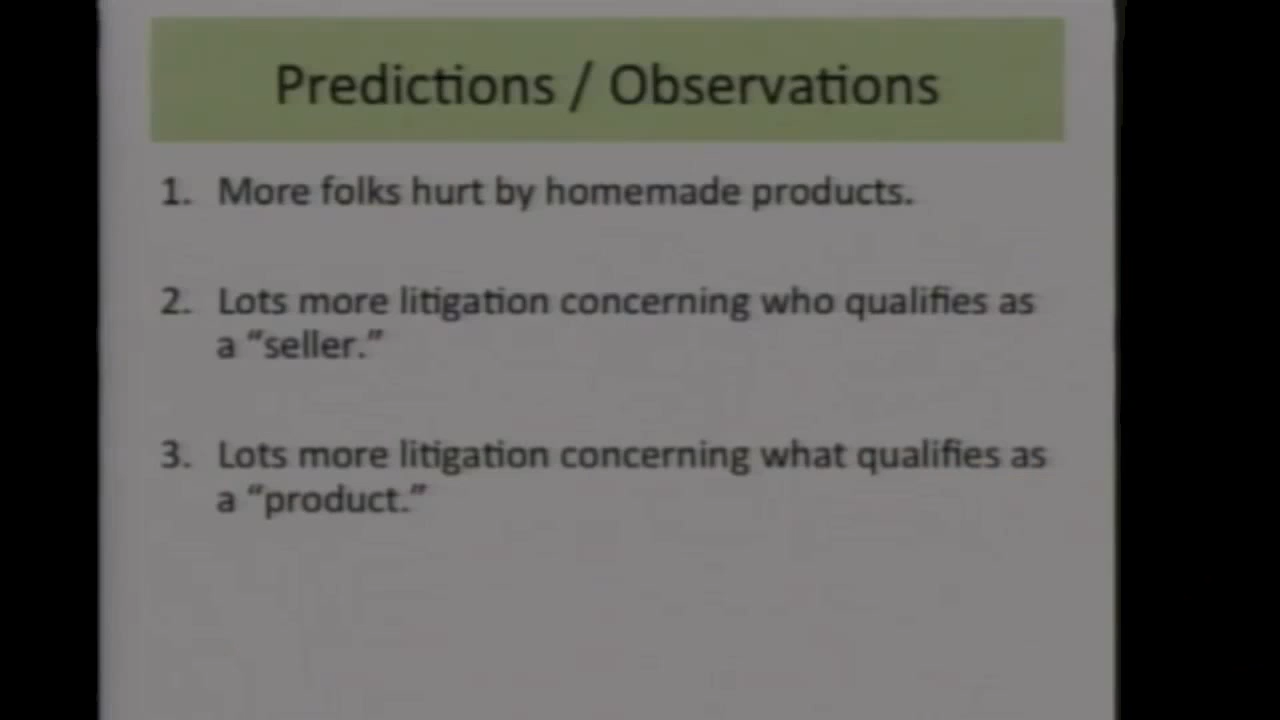 Predictions / Observations
1. More folks hurt by homemade products.
2. Lots more litigation concerning who qualifies as
a “seller.”
3. Lots more litigation concerning what qualifies as
a “product.”